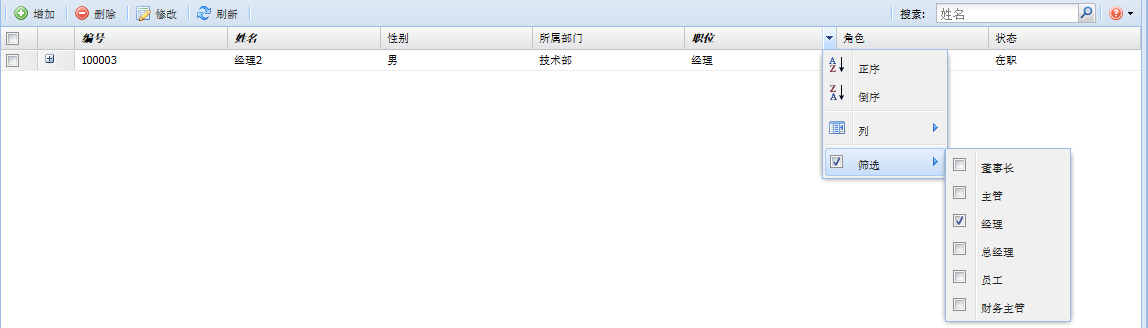 增加 删除 修改 刷新 搜索: 姓名
编号 姓名 性别 所属部门 职位 角色 状态
100003 经理2 男 技术部 经理 在职
正序
倒序
列
筛选
董事长
主管
经理
总经理
员工
财务主管